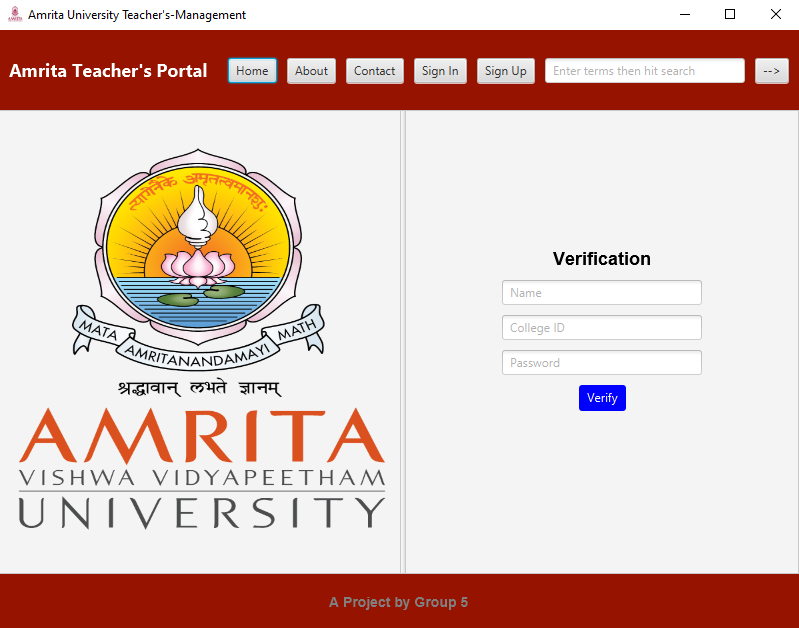 Amrita University Teacher's-Management
Amrita Teacher's Portal
Home
About
Contact
Sign In
Sign Up
Enter terms then hit search
-->
त्यागेनैके अमृतत्वमानशुः
MATA
AMRITANANDAMAYI
MATH
श्रद्धावान् लभते ज्ञानम्
AMRITA
VISHWA VIDYAPEETHAM
UNIVERSITY
Verification
Name
College ID
Password
Verify
A Project by Group 5